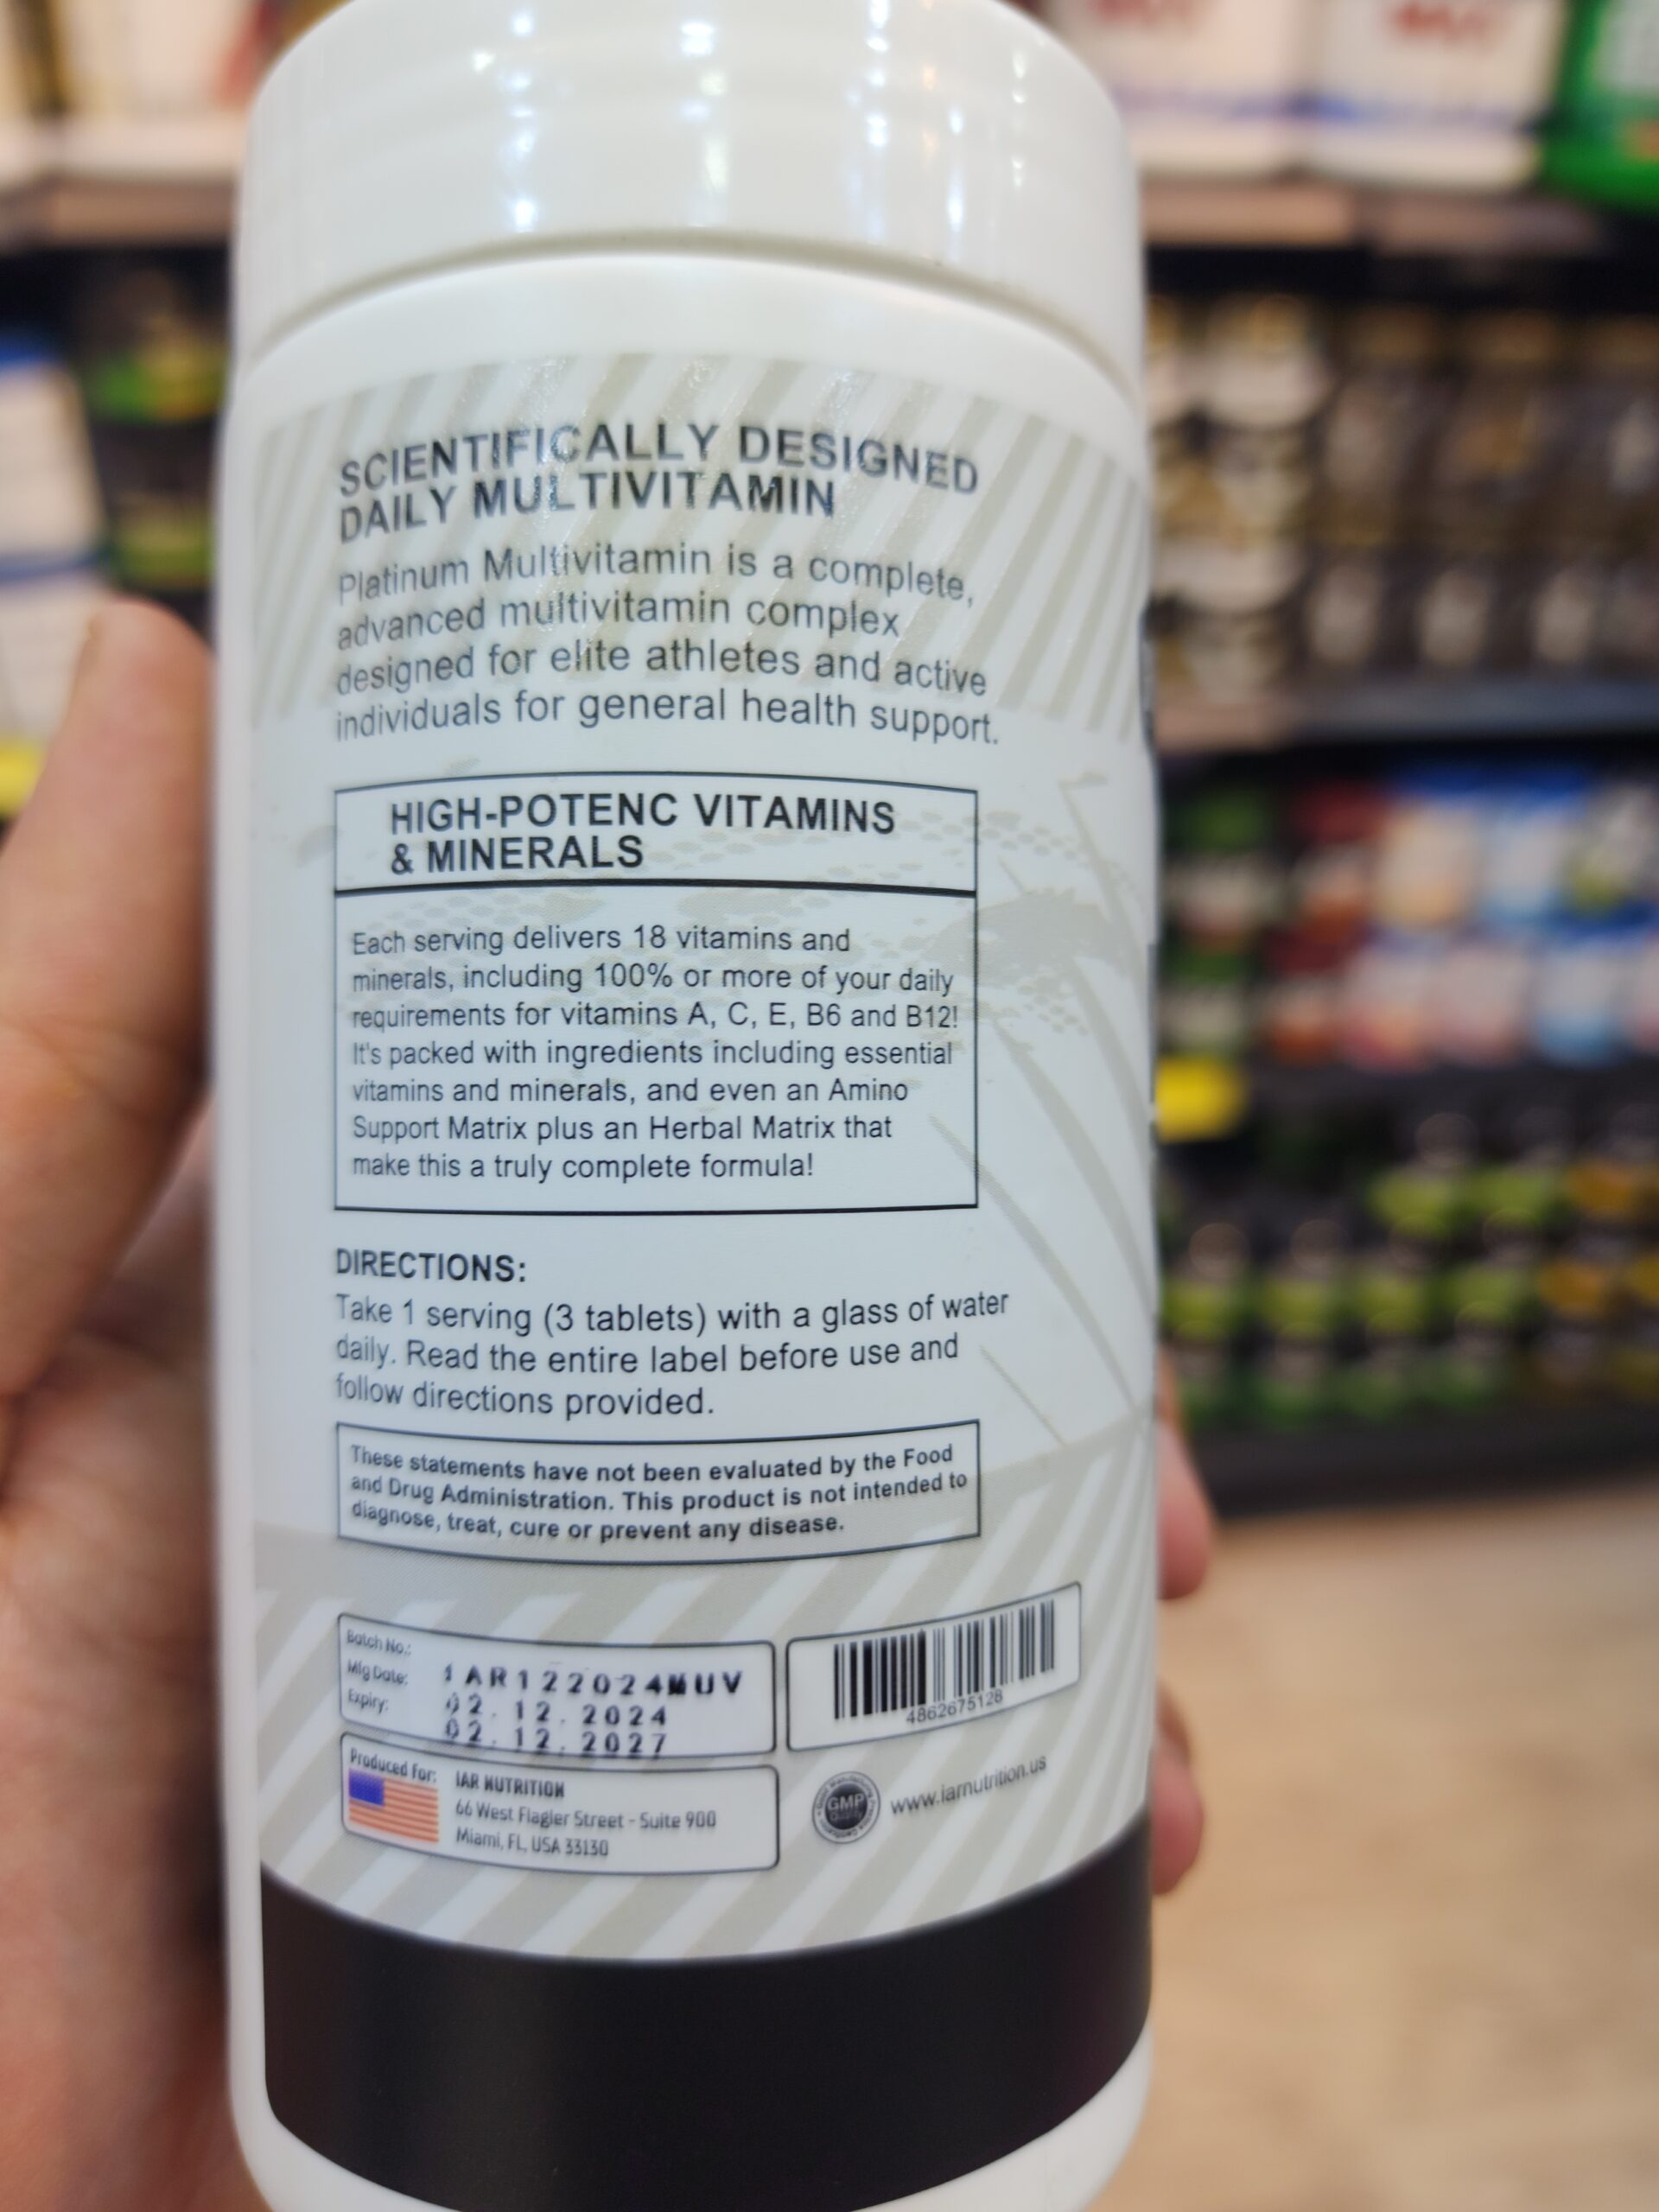 SCIENTIFICALLY DESIGNED
DAILY MULTIVITAMIN
Platinum Multivitamin is a complete,
advanced multivitamin complex
designed for elite athletes and active
individuals for general health support.
HIGH-POTENC VITAMINS
& MINERALS
Each serving delivers 18 vitamins and
minerals, including 100% or more of your daily
requirements for vitamins A, C, E, B6 and B12!
It's packed with ingredients including essential
vitamins and minerals, and even an Amino
Support Matrix plus an Herbal Matrix that
make this a truly complete formula!
DIRECTIONS:
Take 1 serving (3 tablets) with a glass of water
daily. Read the entire label before use and
follow directions provided.
These statements have not been evaluated by the Food
and Drug Administration. This product is not intended to
diagnose, treat, cure or prevent any disease.
Batch No.:
Mfg Date:
Expiry:
1AR122024MUV
02.12.2024
02.12.2027
4862675128
Produced for:
IAR NUTRITION
66 West Flagler Street - Suite 900
Miami, FL, USA 33130
GMP
Quality
www.iarnutrition.us